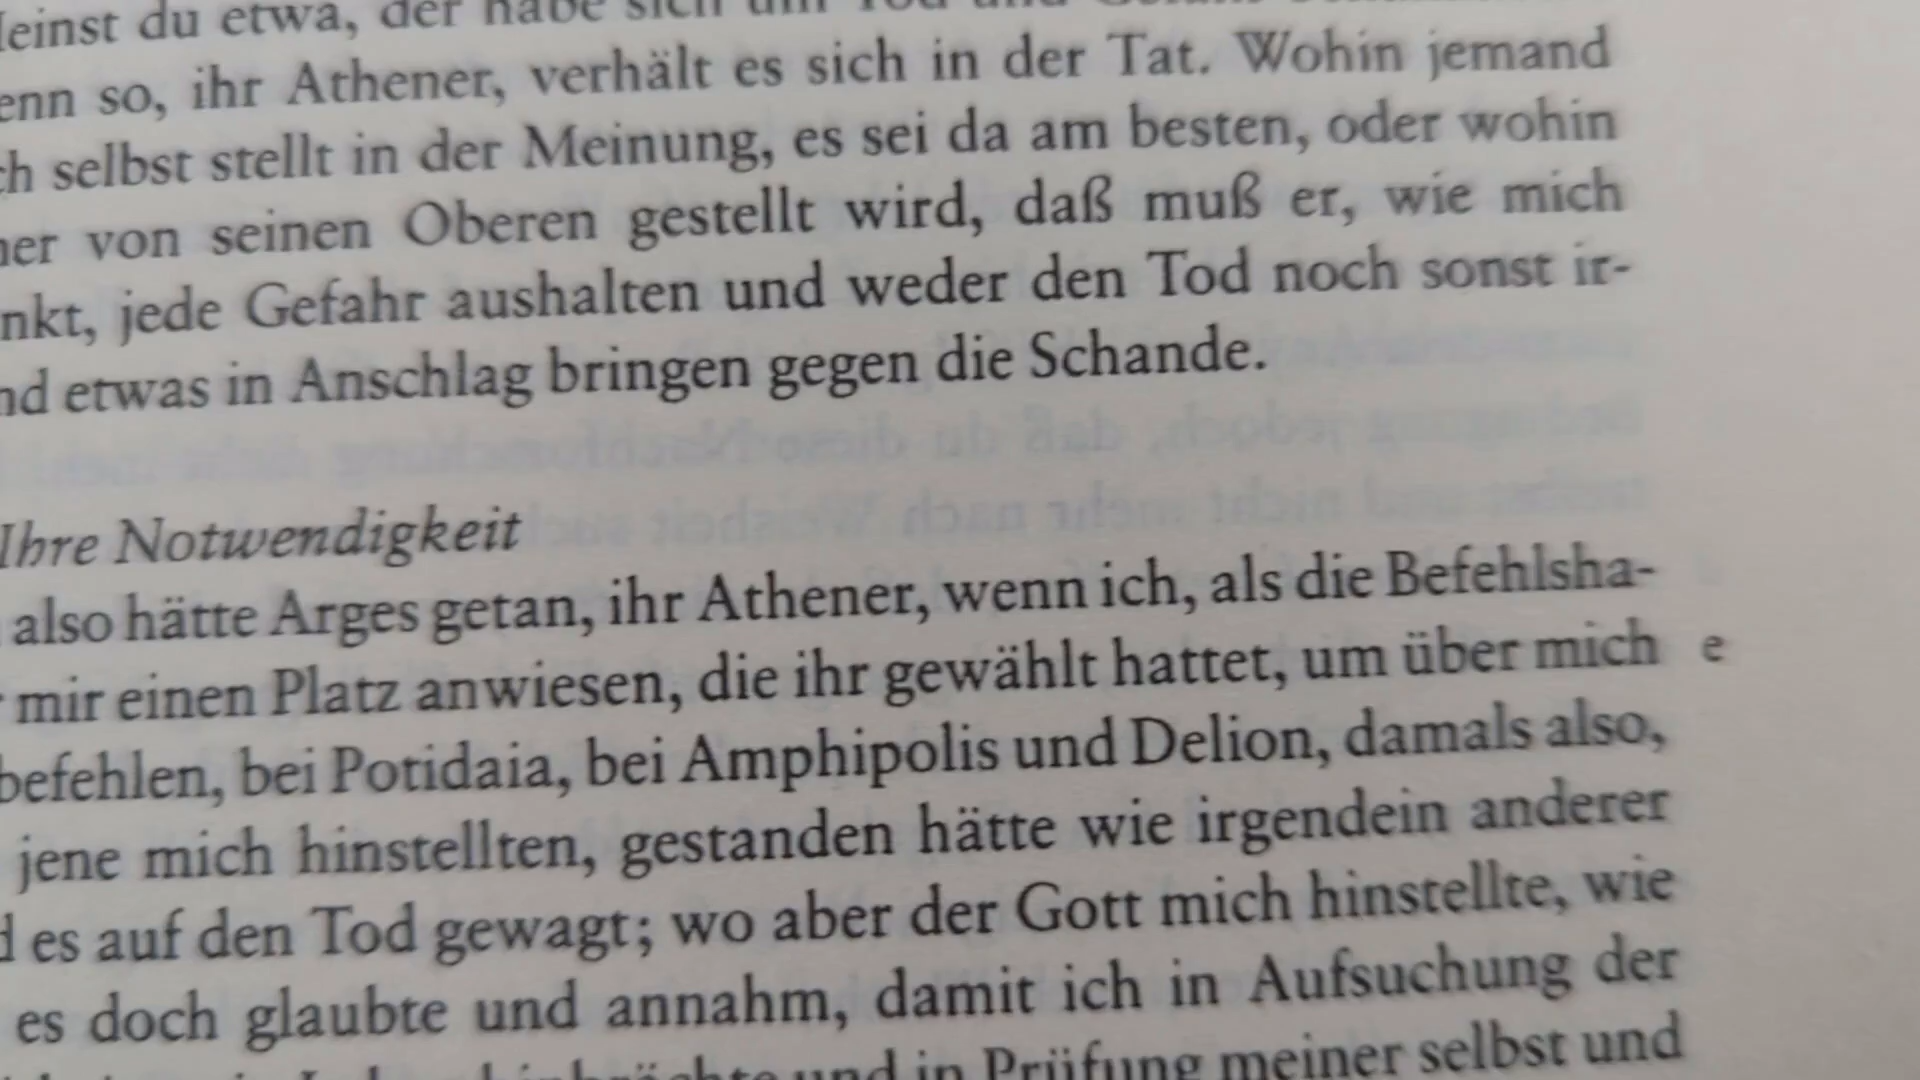 du etwa, der habe sich um Tod und
so, ihr Athener, verhält es sich in der Tat. Wohin jemand
selbst stellt in der Meinung, es sei da am besten, oder wohin
von seinen Oberen gestellt wird, daß muß er, wie mich
jede Gefahr aushalten und weder den Tod noch sonst ir-
etwas in Anschlag bringen gegen die Schande.
Ihre Notwendigkeit
also hätte Arges getan, ihr Athener, wenn ich, als die Befehlsha-
mir einen Platz anwiesen, die ihr gewählt hattet, um über mich e
befehlen, bei Potidaia, bei Amphipolis und Delion, damals also,
jene mich hinstellten, gestanden hätte wie irgendein anderer
es auf den Tod gewagt; wo aber der Gott mich hinstellte, wie
es doch glaubte und annahm, damit ich in Aufsuchung der
und in Prüfung meiner selbst und